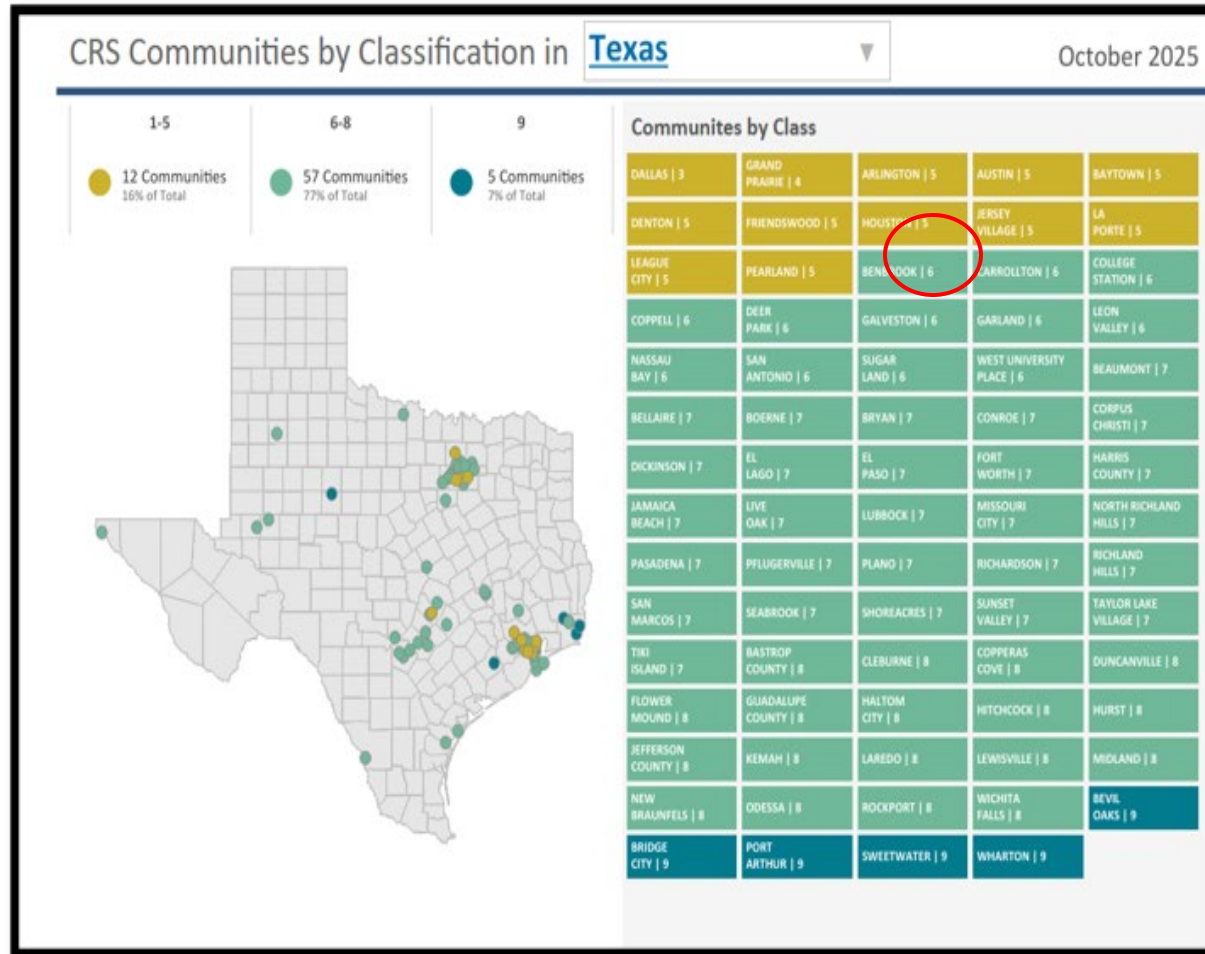 CRS Communities by Classification in Texas
October 2025
1-5
6-8
9
12 Communities
16% of Total
57 Communities
77% of Total
5 Communities
7% of Total
Communites by Class
DALLAS | 3
GRAND
PRAIRIE | 4
ARLINGTON | 5
AUSTIN | 5
BAYTOWN | 5
DENTON | 5
FRIENDSWOOD | 5
HOUSTON | 5
JERSEY
VILLAGE | 5
LA
PORTE | 5
LEAGUE
CITY | 5
PEARLAND | 5
BENBROOK | 6
CARROLLTON | 6
COLLEGE
STATION | 6
COPPELL | 6
DEER
PARK | 6
GALVESTON | 6
GARLAND | 6
LEON
VALLEY | 6
NASSAU
BAY | 6
SAN
ANTONIO | 6
SUGAR
LAND | 6
WEST UNIVERSITY
PLACE | 6
BEAUMONT | 7
BELLAIRE | 7
BOERNE | 7
BRYAN | 7
CONROE | 7
CORPUS
CHRISTI | 7
DICKINSON | 7
EL
LAGO | 7
EL
PASO | 7
FORT
WORTH | 7
HARRIS
COUNTY | 7
JAMAICA
BEACH | 7
LIVE
OAK | 7
LUBBOCK | 7
MISSOURI
CITY | 7
NORTH RICHLAND
HILLS | 7
PASADENA | 7
PFLUGERVILLE | 7
PLANO | 7
RICHARDSON | 7
RICHLAND
HILLS | 7
SAN
MARCOS | 7
SEABROOK | 7
SHOREACRES | 7
SUNSET
VALLEY | 7
TAYLOR LAKE
VILLAGE | 7
TIKI
ISLAND | 7
BASTROP
COUNTY | 8
CLEBURNE | 8
COPPERAS
COVE | 8
DUNCANVILLE | 8
FLOWER
MOUND | 8
GUADALUPE
COUNTY | 8
HALTOM
CITY | 8
HITCHCOCK | 8
HURST | 8
JEFFERSON
COUNTY | 8
KEMAH | 8
LAREDO | 8
LEWISVILLE | 8
MIDLAND | 8
NEW
BRAUNFELS | 8
ODESSA | 8
ROCKPORT | 8
WICHITA
FALLS | 8
BEVIL
OAKS | 9
BRIDGE
CITY | 9
PORT
ARTHUR | 9
SWEETWATER | 9
WHARTON | 9